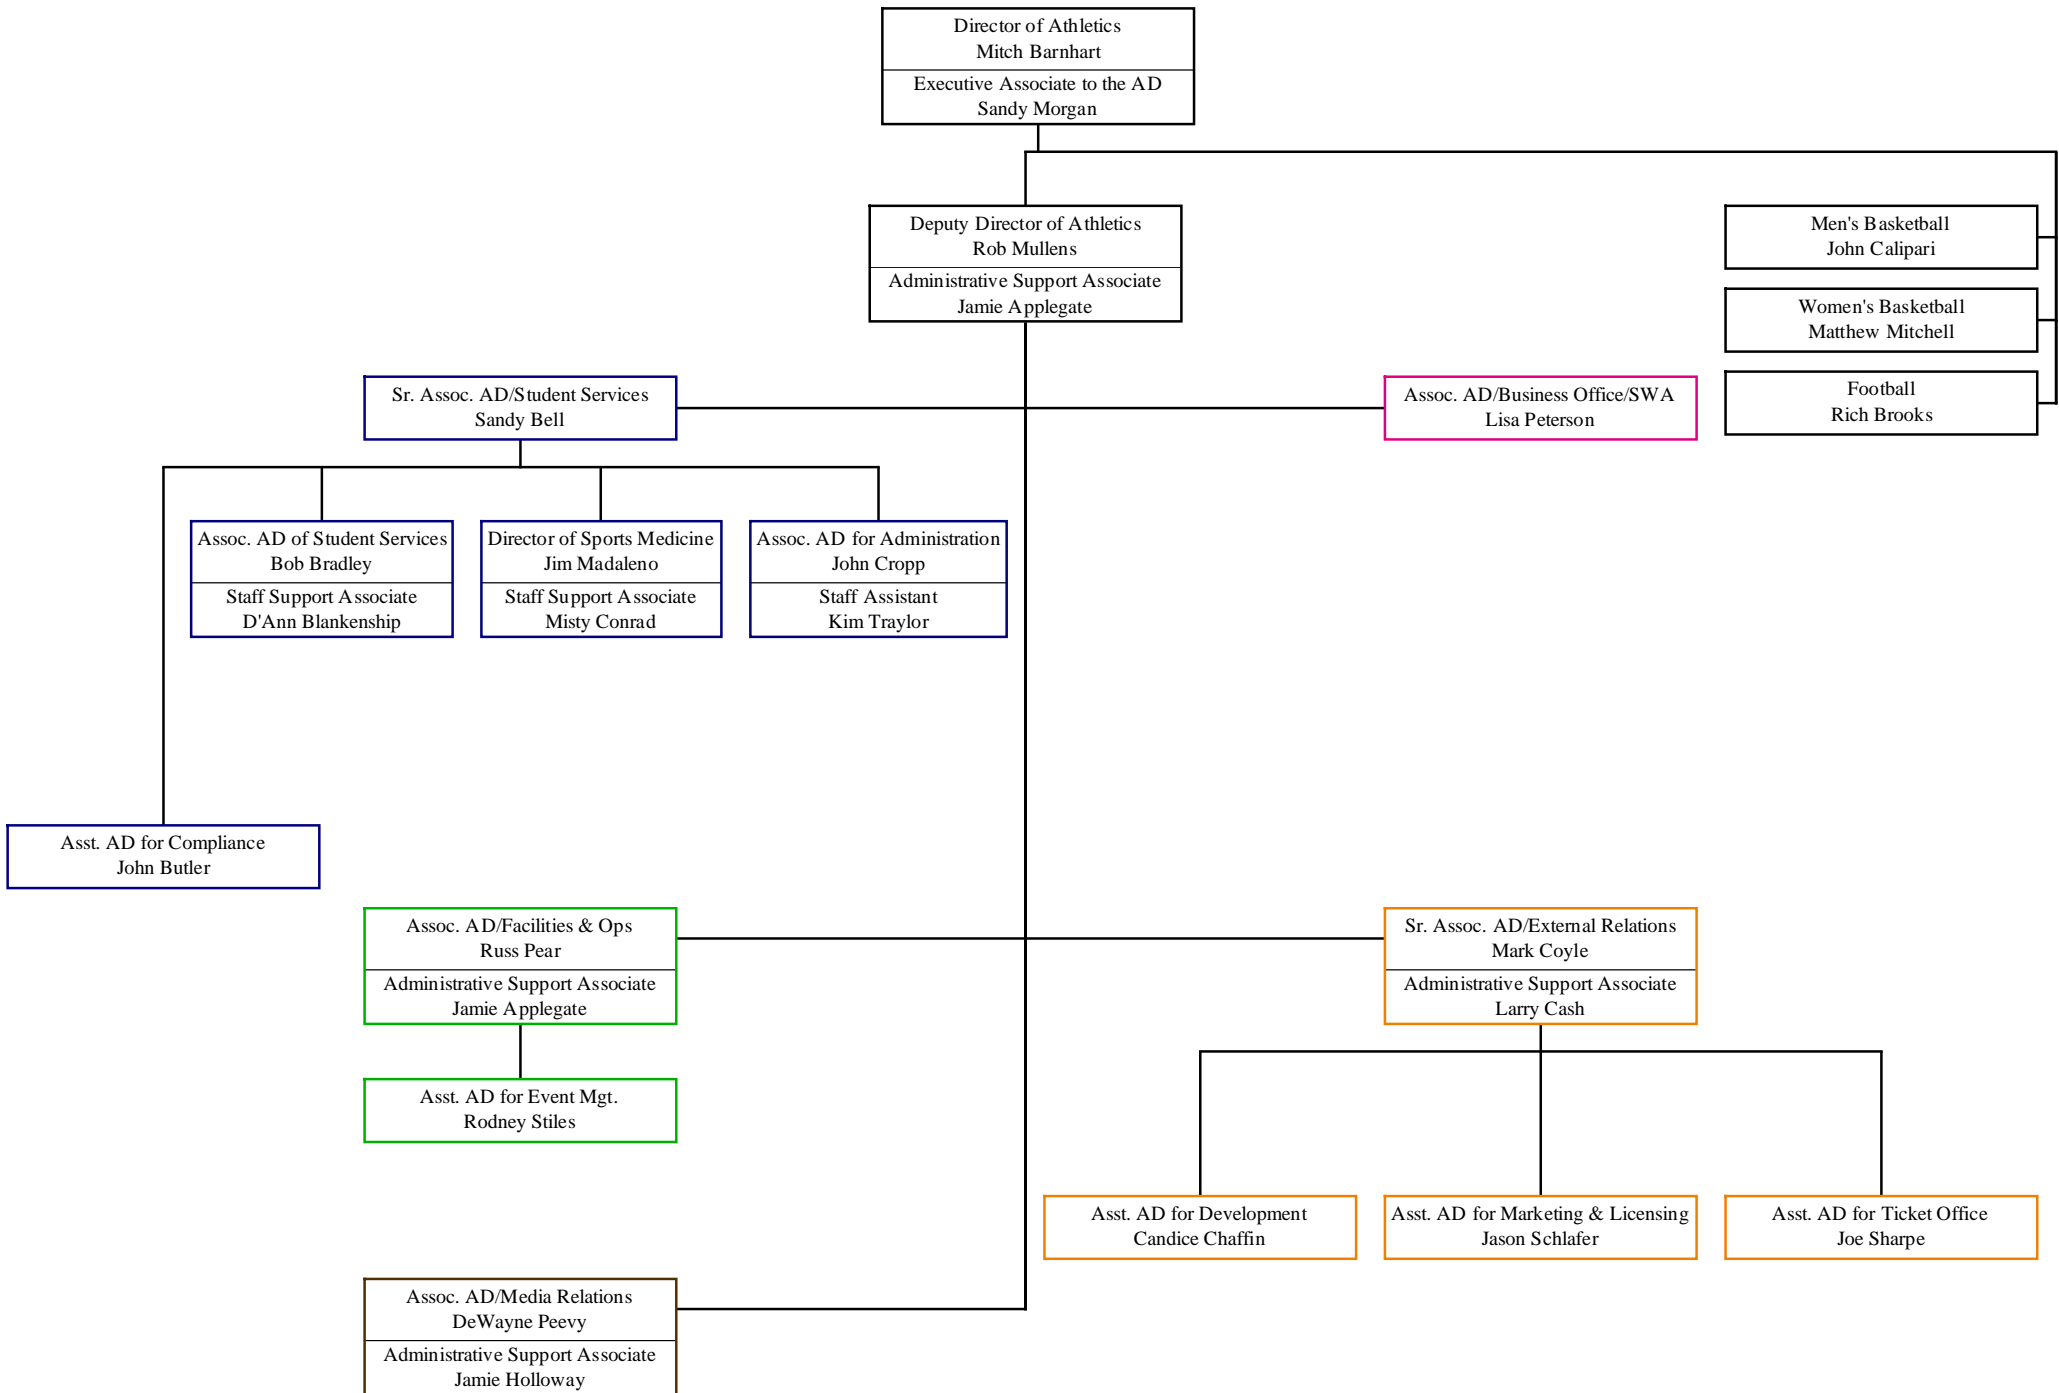 Director of Athletics
Mitch Barnhart
Executive Associate to the AD
Sandy Morgan
Deputy Director of Athletics
Rob Mullens
Administrative Support Associate
Jamie Applegate
Men's Basketball
John Calipari
Women's Basketball
Matthew Mitchell
Football
Rich Brooks
Sr. Assoc. AD/Student Services
Sandy Bell
Assoc. AD/Business Office/SWA
Lisa Peterson
Assoc. AD of Student Services
Bob Bradley
Staff Support Associate
D'Ann Blankenship
Director of Sports Medicine
Jim Madaleno
Staff Support Associate
Misty Conrad
Assoc. AD for Administration
John Cropp
Staff Assistant
Kim Traylor
Asst. AD for Compliance
John Butler
Assoc. AD/Facilities & Ops
Russ Pear
Administrative Support Associate
Jamie Applegate
Sr. Assoc. AD/External Relations
Mark Coyle
Administrative Support Associate
Larry Cash
Asst. AD for Event Mgt.
Rodney Stiles
Asst. AD for Development
Candice Chaffin
Asst. AD for Marketing & Licensing
Jason Schlafer
Asst. AD for Ticket Office
Joe Sharpe
Assoc. AD/Media Relations
DeWayne Peevy
Administrative Support Associate
Jamie Holloway